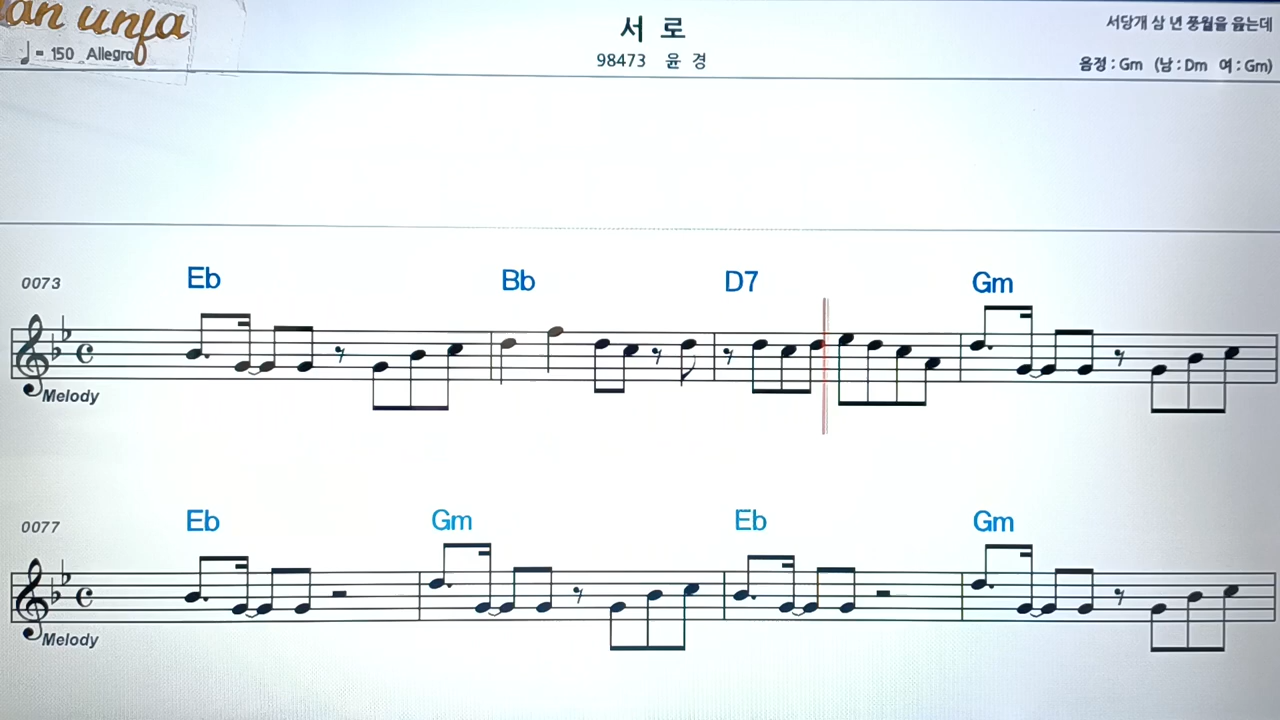 an unfa
♩= 150 Allegro
서 로
98473 윤 경
서당개 삼 년 풍월을 읊는데
음정 : Gm (남 : Dm 여 : Gm)
0073 Eb Bb D7 Gm
Melody
0077 Eb Gm Eb Gm
Melody